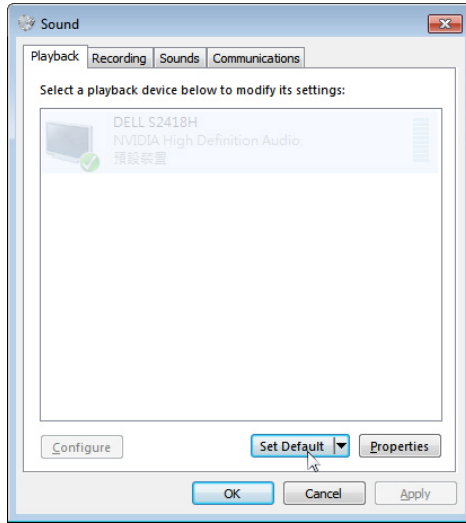 Sound
Playback Recording Sounds Communications
Select a playback device below to modify its settings:
DELL S2418H
NVIDIA High Definition Audio
預設裝置
Configure Set Default Properties
OK Cancel Apply